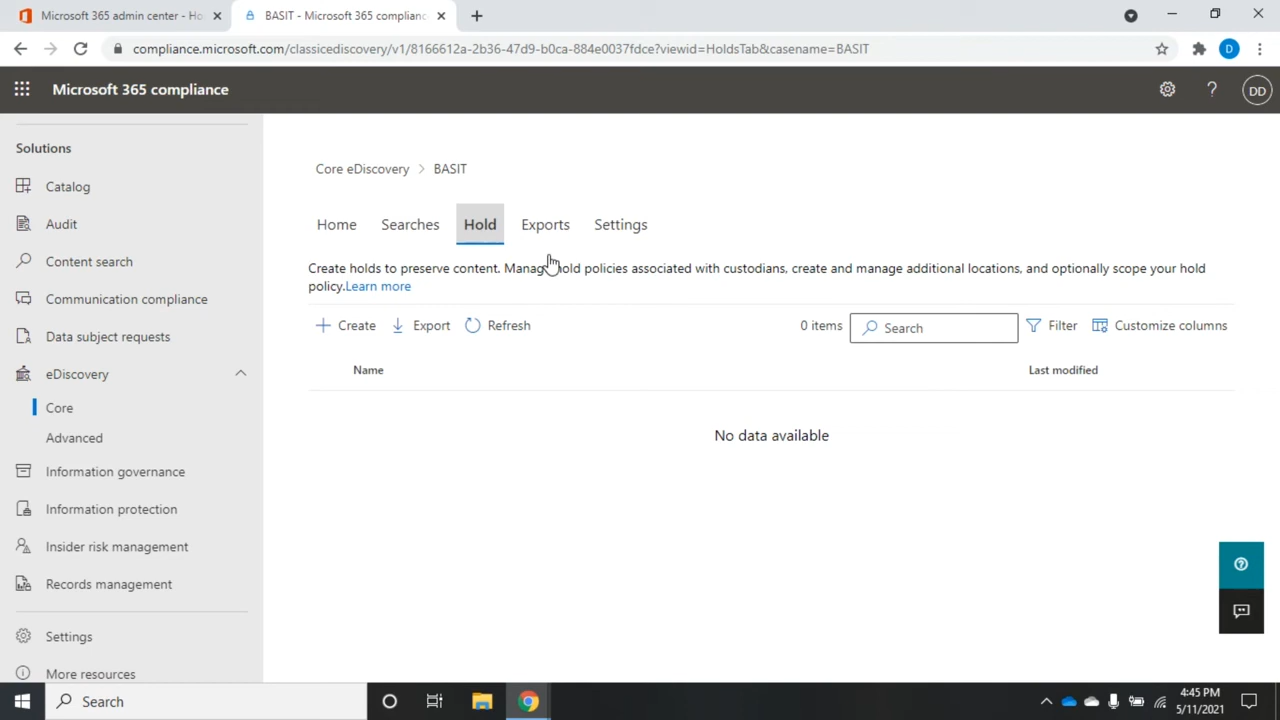 Microsoft 365 admin center - Ho
BASIT - Microsoft 365 complianc
compliance.microsoft.com/classicediscovery/v1/8166612a-2b36-47d9-b0ca-884e0037fdce?viewid=HoldsTab&casename=BASIT
D
Microsoft 365 compliance
DD
Solutions
Catalog
Audit
Content search
Communication compliance
Data subject requests
eDiscovery
Core
Advanced
Information governance
Information protection
Insider risk management
Records management
Settings
More resources
Core eDiscovery > BASIT
Home Searches Hold Exports Settings
Create holds to preserve content. Manage hold policies associated with custodians, create and manage additional locations, and optionally scope your hold
policy.Learn more
Create Export Refresh 0 items Search Filter Customize columns
Name Last modified
No data available
Search
4:45 PM
5/11/2021